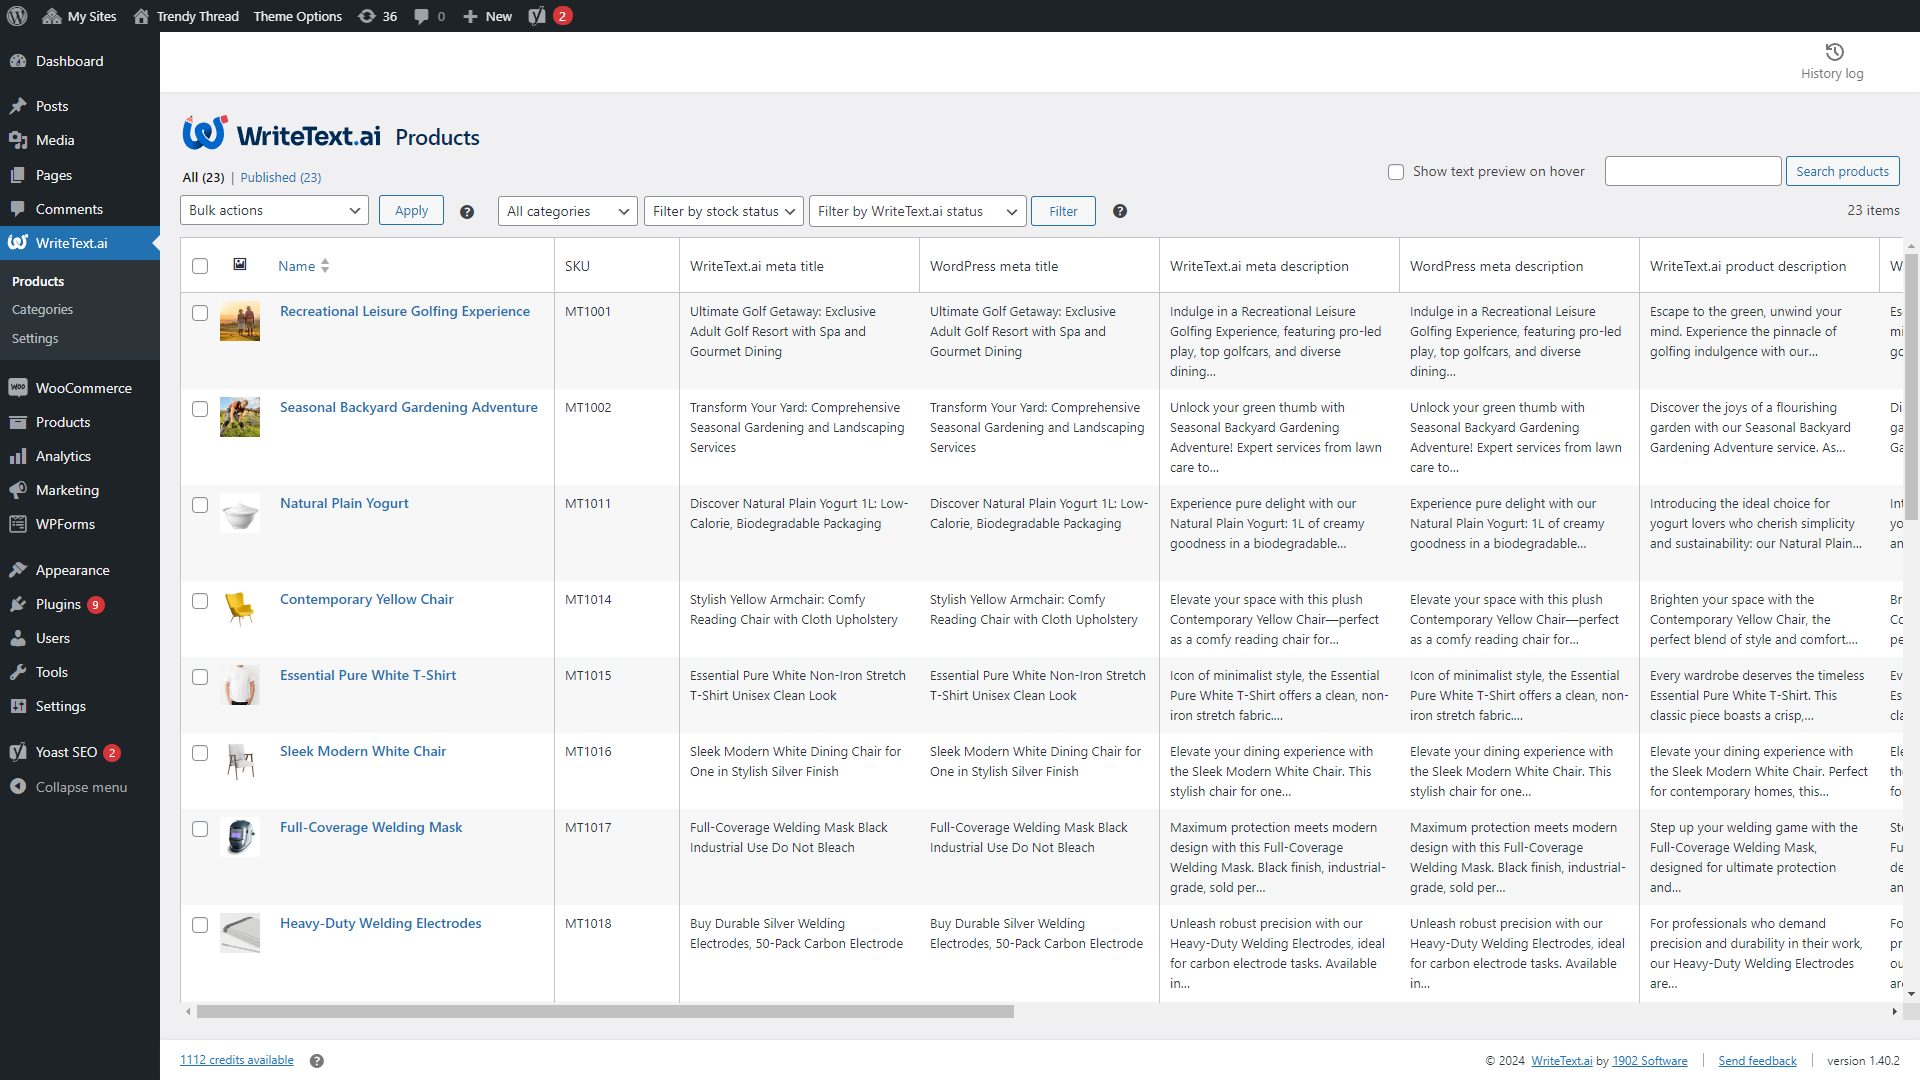 My Sites Trendy Thread Theme Options 36 0 New 2
History log
Dashboard
Posts
Media
Pages
Comments
WriteText.ai
Products
Categories
Settings
WooCommerce
Products
Analytics
Marketing
WPForms
Appearance
Plugins 9
Users
Tools
Settings
Yoast SEO 2
Collapse menu
WriteText.ai Products
All (23) | Published (23)
Show text preview on hover Search products
Bulk actions Apply ? All categories Filter by stock status Filter by WriteText.ai status Filter ? 23 items
Name SKU WriteText.ai meta title WordPress meta title WriteText.ai meta description WordPress meta description WriteText.ai product description W
Recreational Leisure Golfing Experience MT1001 Ultimate Golf Getaway: Exclusive Ultimate Golf Getaway: Exclusive Indulge in a Recreational Leisure Indulge in a Recreational Leisure Escape to the green, unwind your Es
Adult Golf Resort with Spa and Adult Golf Resort with Spa and Golfing Experience, featuring pro-led Golfing Experience, featuring pro-led mind. Experience the pinnacle of mi
Gourmet Dining Gourmet Dining play, top golfcars, and diverse play, top golfcars, and diverse golfing indulgence with our... go
dining... dining...
Seasonal Backyard Gardening Adventure MT1002 Transform Your Yard: Comprehensive Transform Your Yard: Comprehensive Unlock your green thumb with Unlock your green thumb with Discover the joys of a flourishing Di
Seasonal Gardening and Landscaping Seasonal Gardening and Landscaping Seasonal Backyard Gardening Seasonal Backyard Gardening garden with our Seasonal Backyard ga
Services Services Adventure! Expert services from lawn Adventure! Expert services from lawn Gardening Adventure service. As... Ga
care to... care to...
Natural Plain Yogurt MT1011 Discover Natural Plain Yogurt 1L: Low- Discover Natural Plain Yogurt 1L: Low- Experience pure delight with our Experience pure delight with our Introducing the ideal choice for Int
Calorie, Biodegradable Packaging Calorie, Biodegradable Packaging Natural Plain Yogurt: 1L of creamy Natural Plain Yogurt: 1L of creamy yogurt lovers who cherish simplicity yo
goodness in a biodegradable... goodness in a biodegradable... and sustainability: our Natural Plain... an
Contemporary Yellow Chair MT1014 Stylish Yellow Armchair: Comfy Stylish Yellow Armchair: Comfy Elevate your space with this plush Elevate your space with this plush Brighten your space with the Br
Reading Chair with Cloth Upholstery Reading Chair with Cloth Upholstery Contemporary Yellow Chair—perfect Contemporary Yellow Chair—perfect Contemporary Yellow Chair, the Co
as a comfy reading chair for... as a comfy reading chair for... perfect blend of style and comfort.... pe
Essential Pure White T-Shirt MT1015 Essential Pure White Non-Iron Stretch Essential Pure White Non-Iron Stretch Icon of minimalist style, the Essential Icon of minimalist style, the Essential Every wardrobe deserves the timeless Ev
T-Shirt Unisex Clean Look T-Shirt Unisex Clean Look Pure White T-Shirt offers a clean, non- Pure White T-Shirt offers a clean, non- Essential Pure White T-Shirt. This Es
iron stretch fabric.... iron stretch fabric.... classic piece boasts a crisp,... cla
Sleek Modern White Chair MT1016 Sleek Modern White Dining Chair for Sleek Modern White Dining Chair for Elevate your dining experience with Elevate your dining experience with Elevate your dining experience with Ele
One in Stylish Silver Finish One in Stylish Silver Finish the Sleek Modern White Chair. This the Sleek Modern White Chair. This the Sleek Modern White Chair. Perfect the
stylish chair for one... stylish chair for one... for contemporary homes, this... fo
Full-Coverage Welding Mask MT1017 Full-Coverage Welding Mask Black Full-Coverage Welding Mask Black Maximum protection meets modern Maximum protection meets modern Step up your welding game with the Ste
Industrial Use Do Not Bleach Industrial Use Do Not Bleach design with this Full-Coverage design with this Full-Coverage Full-Coverage Welding Mask, Fu
Welding Mask. Black finish, industrial- Welding Mask. Black finish, industrial- designed for ultimate protection de
grade, sold per... grade, sold per... and... an
Heavy-Duty Welding Electrodes MT1018 Buy Durable Silver Welding Buy Durable Silver Welding Unleash robust precision with our Unleash robust precision with our For professionals who demand Fo
Electrodes, 50-Pack Carbon Electrode Electrodes, 50-Pack Carbon Electrode Heavy-Duty Welding Electrodes, ideal Heavy-Duty Welding Electrodes, ideal precision and durability in their work, pr
for carbon electrode tasks. Available for carbon electrode tasks. Available our Heavy-Duty Welding Electrodes ou
in... in... are... are
1112 credits available ? © 2024 WriteText.ai by 1902 Software | Send feedback | version 1.40.2